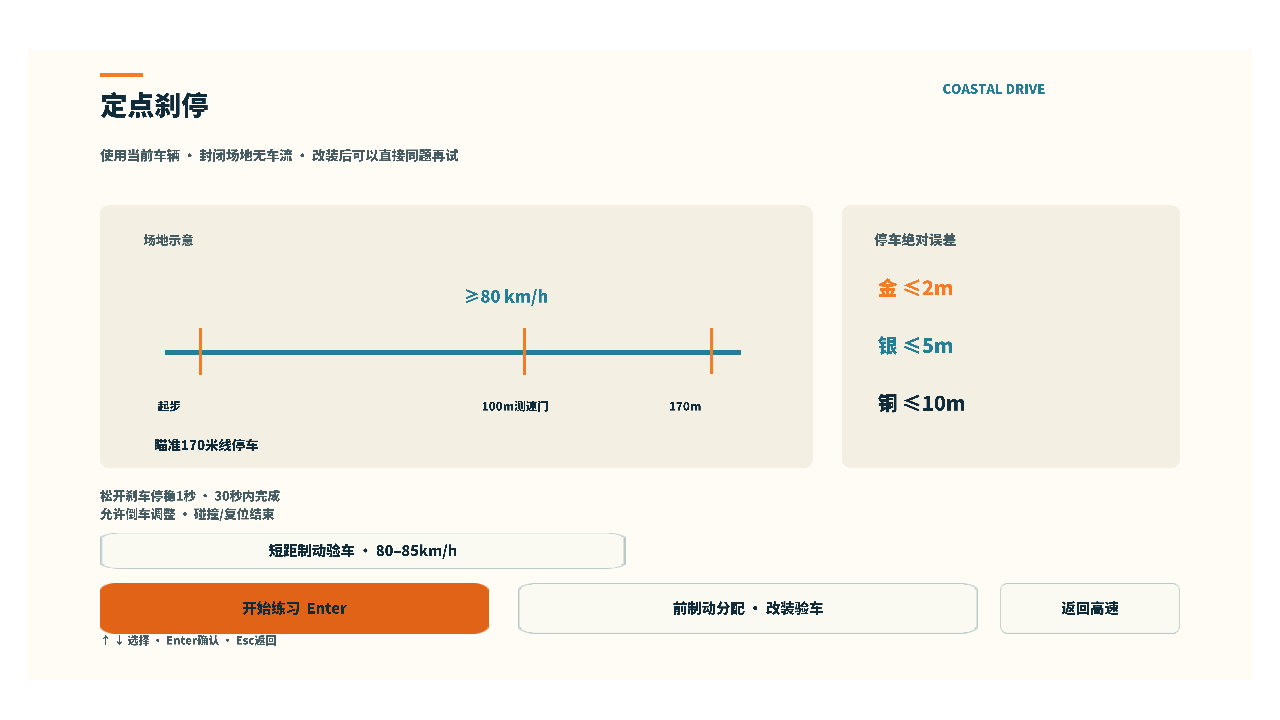 定点刹停
COASTAL DRIVE
使用当前车辆 · 封闭场地无车流 · 改装后可以直接同题再试
场地示意
≥80 km/h
起步
100m测速门
170m
瞄准170米线停车
停车绝对误差
金 ≤2m
银 ≤5m
铜 ≤10m
松开刹车停稳1秒 · 30秒内完成
允许倒车调整 · 碰撞/复位结束
短距制动验车 · 80–85km/h
开始练习 Enter
前制动分配 · 改装验车
返回高速
↑ ↓ 选择 · Enter确认 · Esc返回